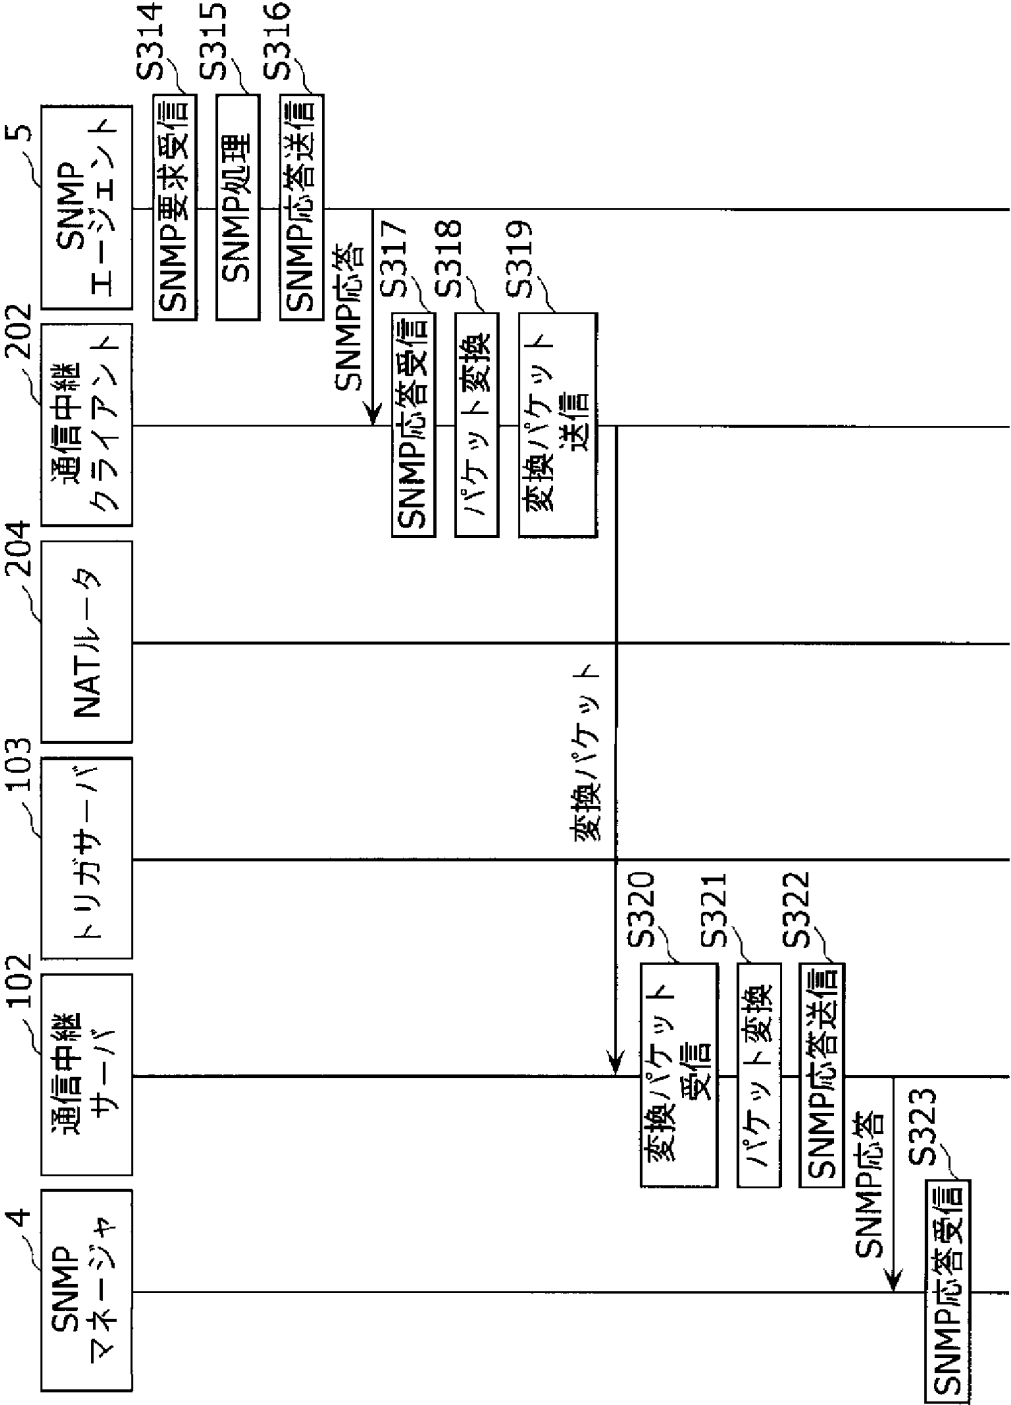 4
SNMP
マネージャ
102
通信中継
サーバ
103
トリガサーバ
204
NATルータ
202
通信中継
クライアント
5
SNMP
エージェント
SNMP要求受信
S314
SNMP処理
S315
SNMP応答送信
S316
SNMP応答
SNMP応答受信
S317
パケット変換
S318
変換パケット
送信
S319
変換パケット
変換パケット
受信
S320
パケット変換
S321
SNMP応答送信
S322
SNMP応答
SNMP応答受信
S323